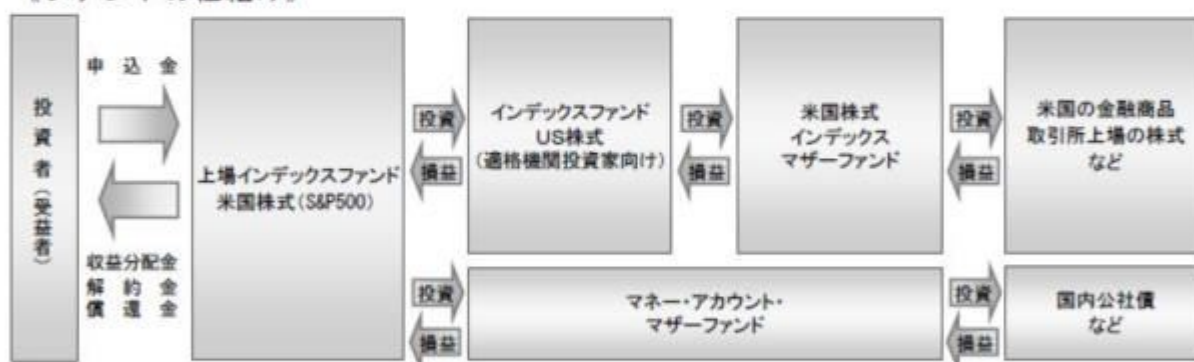 投資者(受益者)
申込金
収益分配金
解約金
償還金
上場インデックスファンド
米国株式(S&P500)
投資
損益
インデックスファンド
US株式
(適格機関投資家向け)
投資
損益
米国株式
インデックス
マザーファンド
投資
損益
米国の金融商品
取引所上場の株式
など
投資
損益
マネー・アカウント・
マザーファンド
投資
損益
国内公社債
など